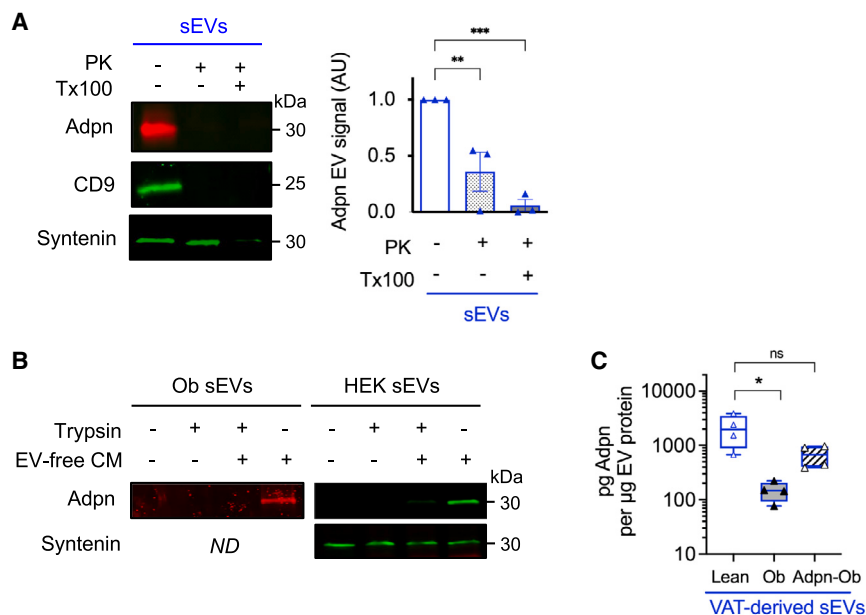 A
sEVs
PK - + +
Tx100 - - +
kDa
Adpn 30
CD9 25
Syntenin 30
Adpn EV signal (AU)
1.0
0.5
0.0
***
**
PK - + +
Tx100 - - +
sEVs
B
Ob sEVs HEK sEVs
Trypsin - + + - - + + -
EV-free CM - - + + - - + +
kDa
Adpn 30
Syntenin ND 30
C
pg Adpn
per µg EV protein
10000
1000
100
10
ns
*
Lean Ob Adpn-Ob
VAT-derived sEVs